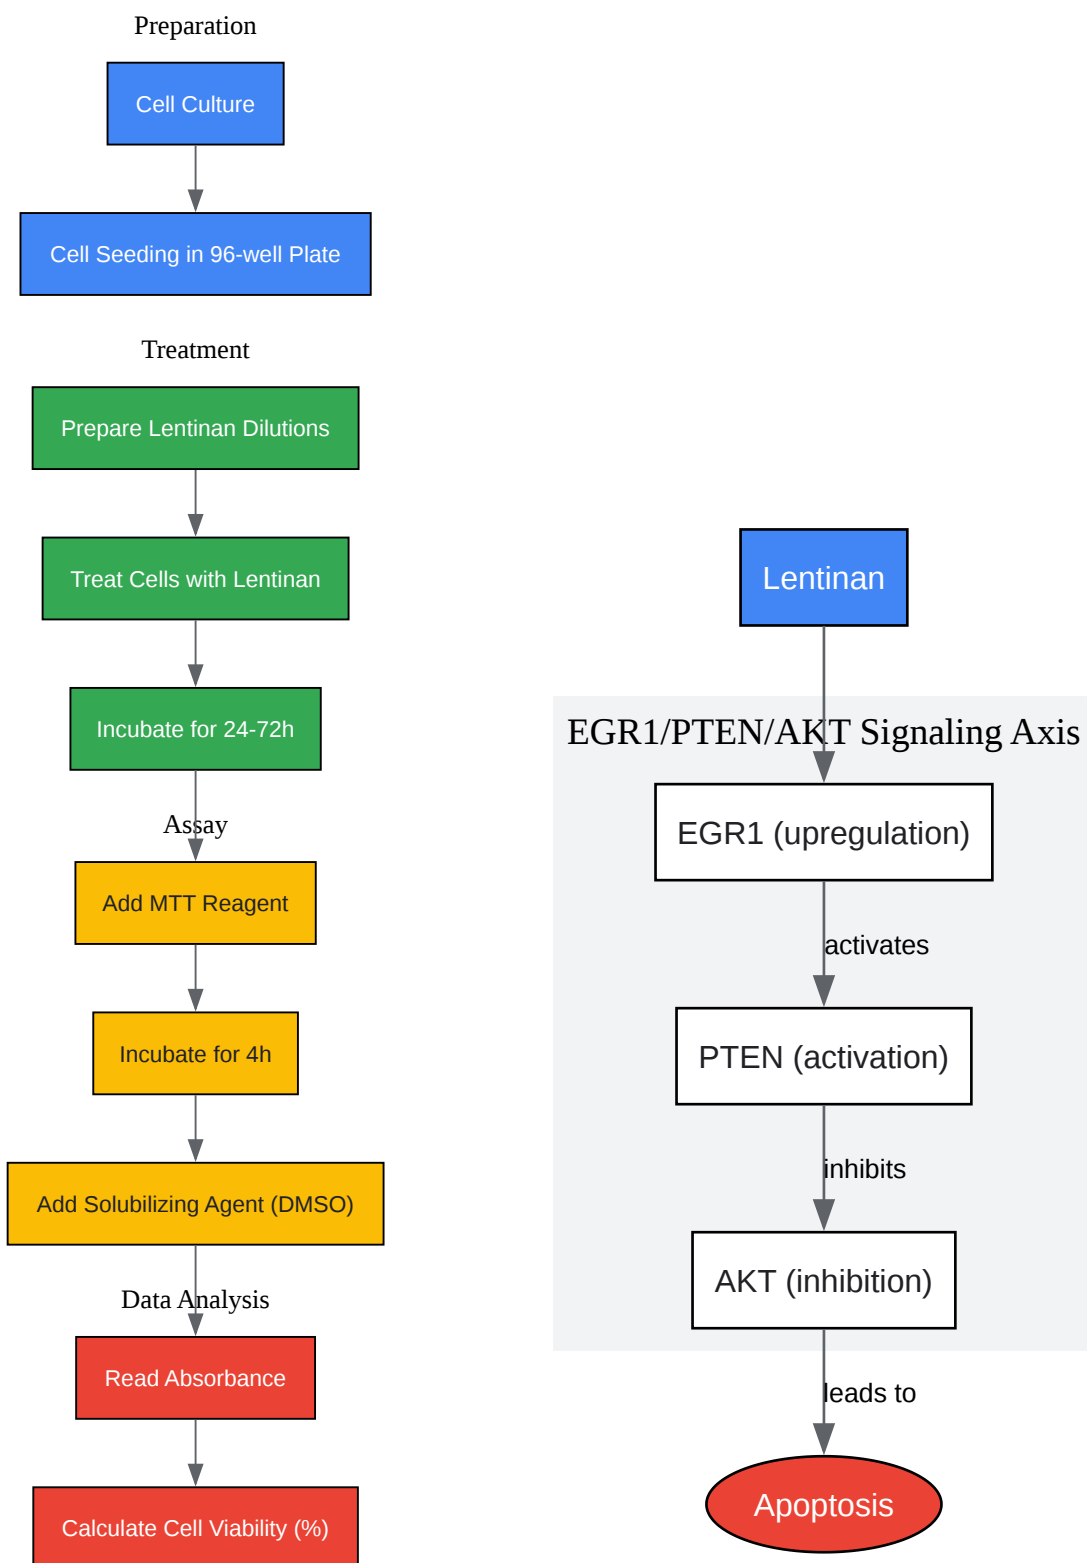 Preparation
Cell Culture
Cell Seeding in 96-well Plate
Treatment
Prepare Lentinan Dilutions
Treat Cells with Lentinan
Incubate for 24-72h
Assay
Add MTT Reagent
Incubate for 4h
Add Solubilizing Agent (DMSO)
Data Analysis
Read Absorbance
Calculate Cell Viability (%)
Lentinan
EGR1/PTEN/AKT Signaling Axis
EGR1 (upregulation)
activates
PTEN (activation)
inhibits
AKT (inhibition)
leads to
Apoptosis